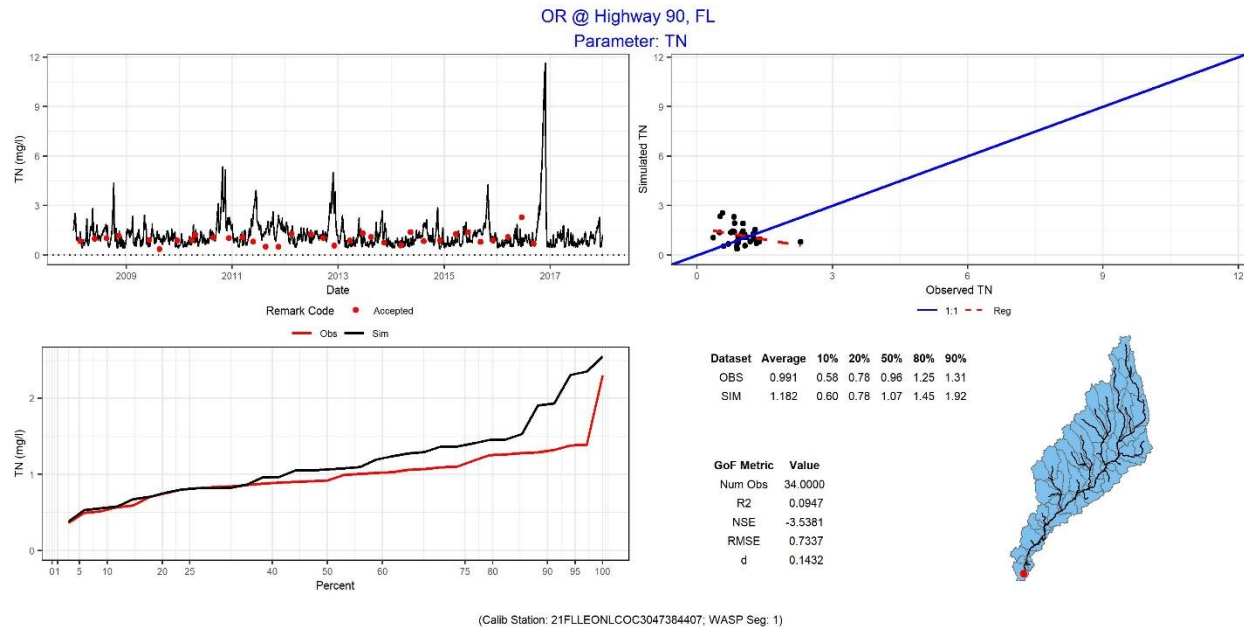 OR @ Highway 90, FL
Parameter: TN
12
9
6
3
0
TN (mg/l)
2009 2011 2013 2015 2017
Date
Remark Code Accepted
Obs Sim
12
9
6
3
0
Simulated TN
0 3 6 9 12
Observed TN
1:1 Reg
2
1
0
TN (mg/l)
0 1 5 10 20 25 40 60 75 80 90 95 100
Percent
Dataset Average 10% 20% 50% 80% 90%
OBS 0.991 0.58 0.78 0.96 1.25 1.31
SIM 1.182 0.60 0.78 1.07 1.45 1.92
GoF Metric Value
Num Obs 34.0000
R2 0.0947
NSE -3.5381
RMSE 0.7337
d 0.1432
(Calib Station: 21FLLEONLCOC3047384407; WASP Seg: 1)